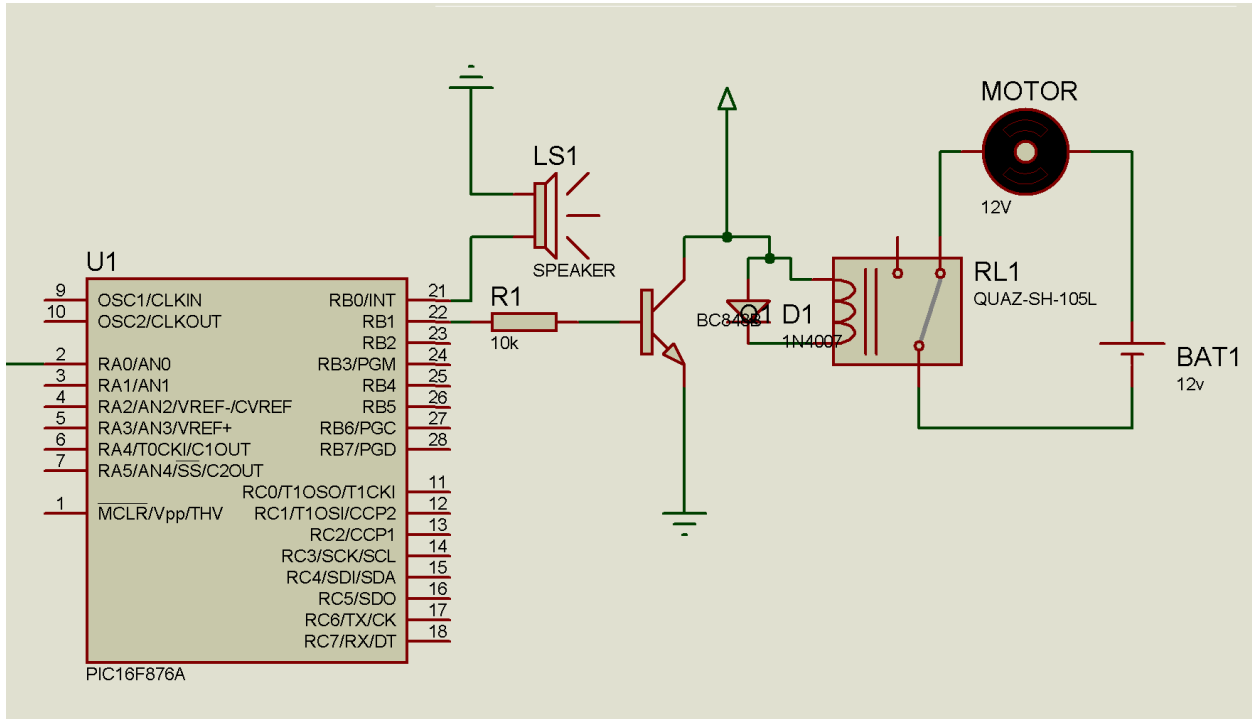 MOTOR
12V
LS1
SPEAKER
U1
RL1
QUAZ-SH-105L
R1
10k
BC848B
D1
1N4007
BAT1
12v
9 OSC1/CLKIN
10 OSC2/CLKOUT
2 RA0/AN0
3 RA1/AN1
4 RA2/AN2/VREF-/CVREF
5 RA3/AN3/VREF+
6 RA4/T0CKI/C1OUT
7 RA5/AN4/SS/C2OUT
1 MCLR/Vpp/THV
RB0/INT 21
RB1 22
RB2 23
RB3/PGM 24
RB4 25
RB5 26
RB6/PGC 27
RB7/PGD 28
RC0/T1OSO/T1CKI 11
RC1/T1OSI/CCP2 12
RC2/CCP1 13
RC3/SCK/SCL 14
RC4/SDI/SDA 15
RC5/SDO 16
RC6/TX/CK 17
RC7/RX/DT 18
PIC16F876A